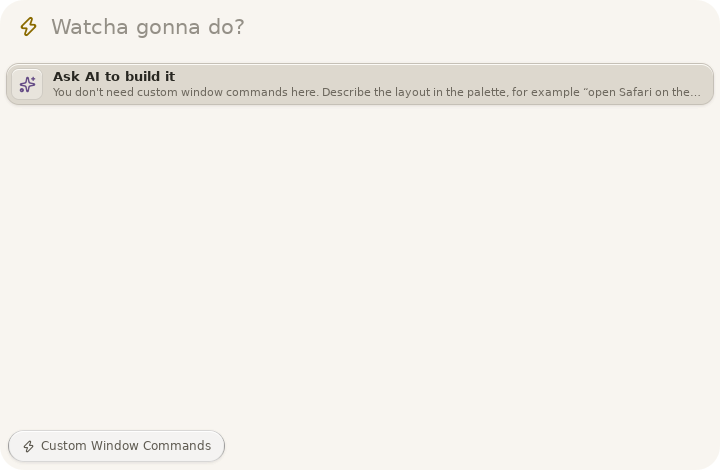 Watcha gonna do?
Ask AI to build it
You don't need custom window commands here. Describe the layout in the palette, for example “open Safari on the…
Custom Window Commands